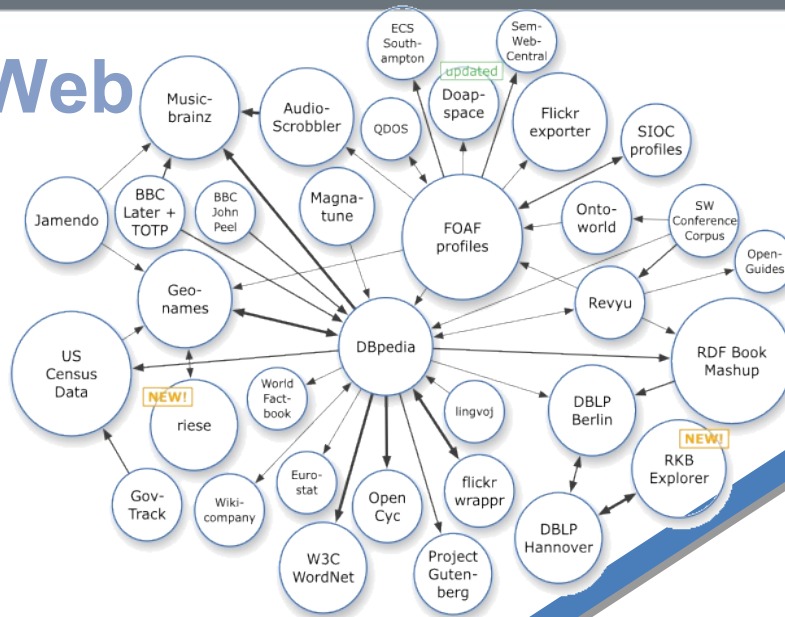 Web
ECS
South-
ampton
Sem-
Web-
Central
updated
Doap-
space
Music-
brainz
Audio-
Scrobbler
QDOS
Flickr
exporter
SIOC
profiles
Jamendo
BBC
Later +
TOTP
BBC
John
Peel
Magna-
tune
FOAF
profiles
Onto-
world
SW
Conference
Corpus
Open-
Guides
Geo-
names
Revyu
DBpedia
US
Census
Data
RDF Book
Mashup
NEW!
riese
World
Fact-
book
lingvoj
DBLP
Berlin
NEW!
RKB
Explorer
Gov-
Track
Wiki-
company
Euro-
stat
Open
Cyc
flickr
wrappr
DBLP
Hannover
W3C
WordNet
Project
Guten-
berg